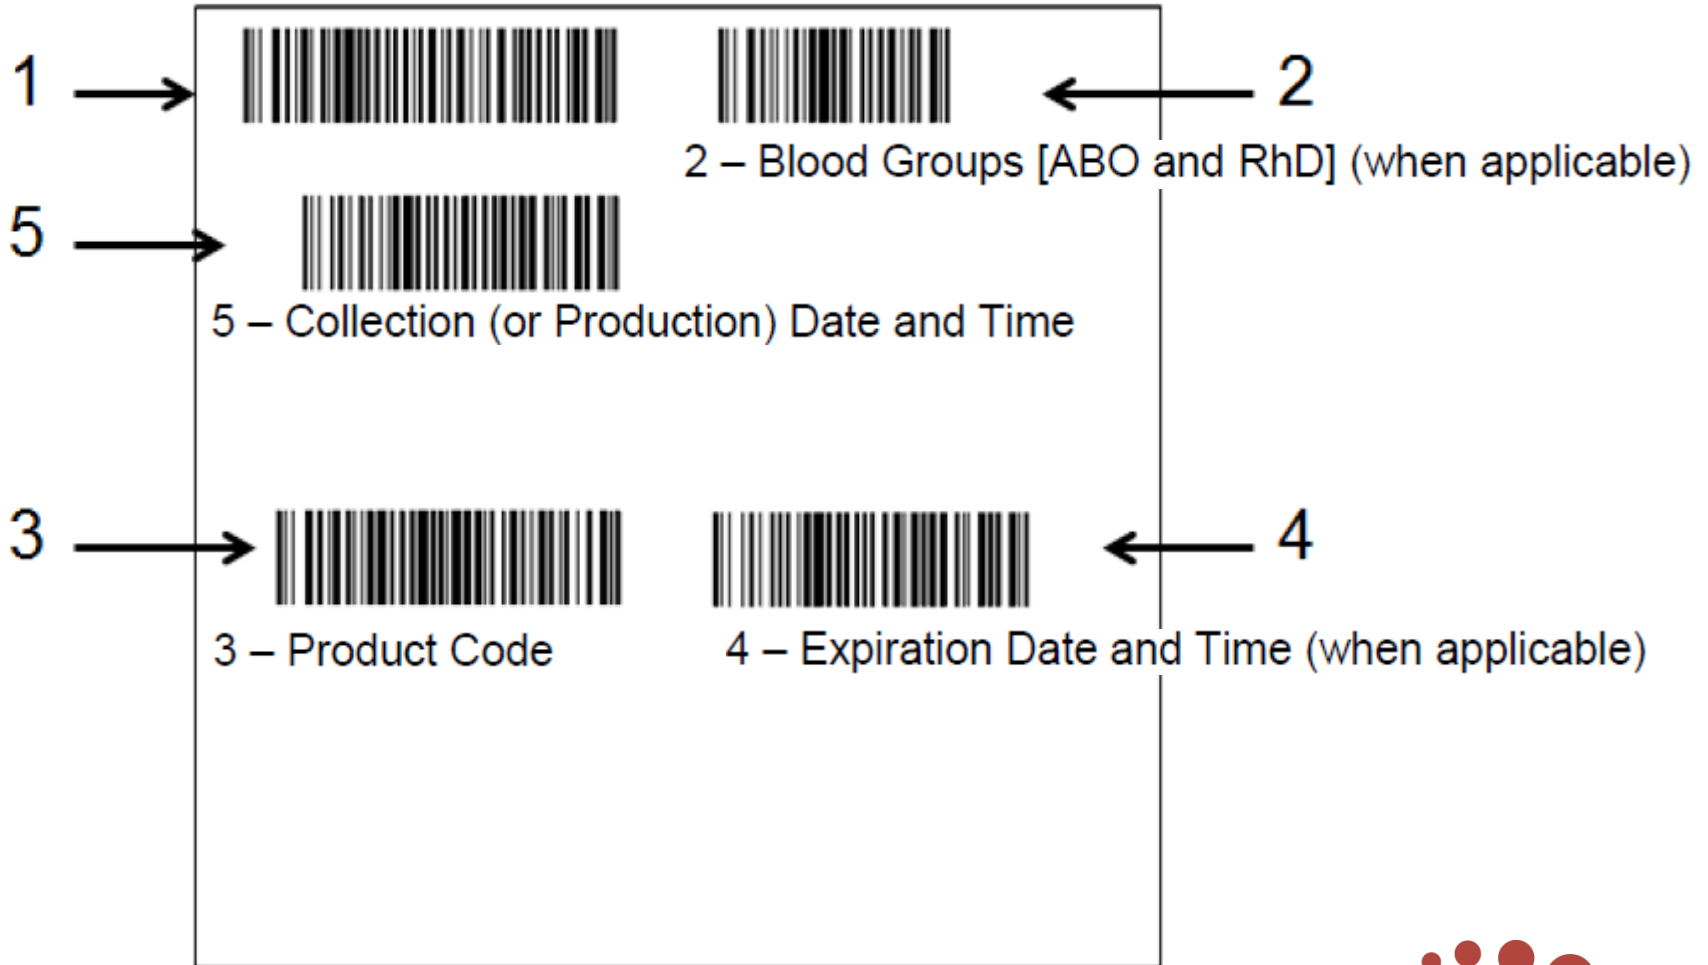 1
2
2 – Blood Groups [ABO and RhD] (when applicable)
5
5 – Collection (or Production) Date and Time
3
4
3 – Product Code
4 – Expiration Date and Time (when applicable)